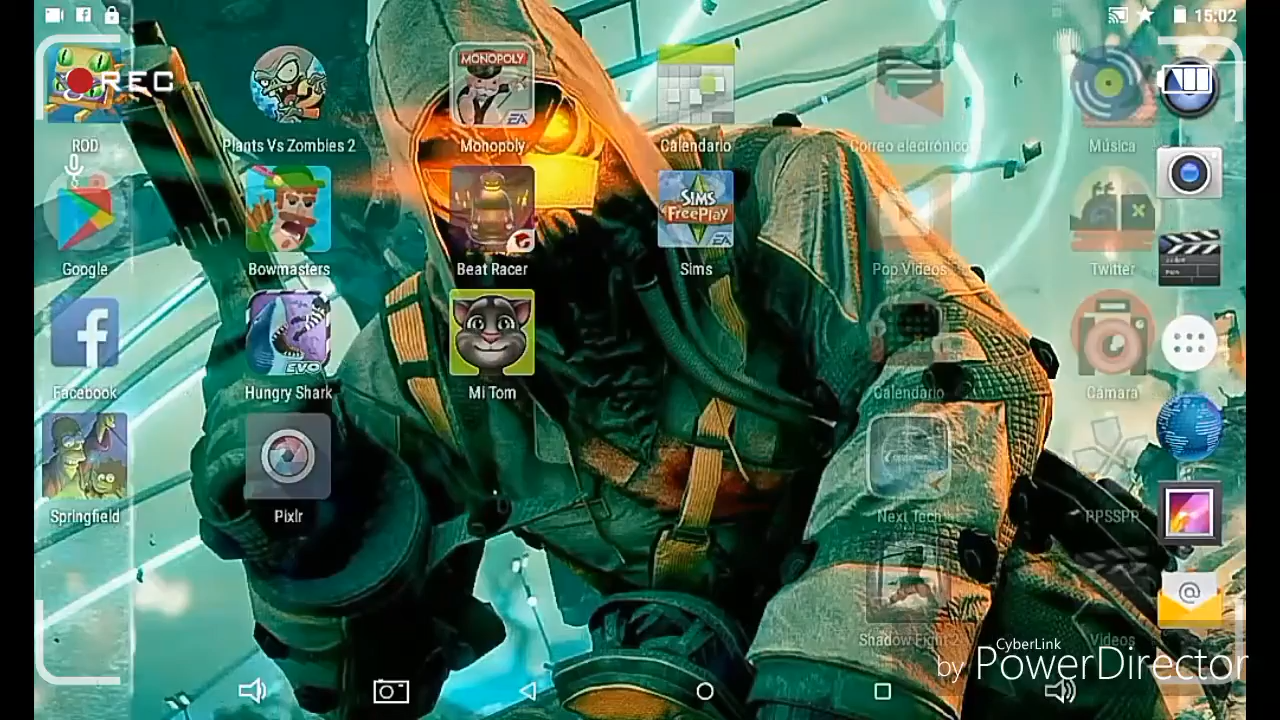 15:02
REC
MONOPOLY
EA
ROD
Plants Vs Zombies 2
Monopoly
Calendario
Correo electrónico
Música
SIMS
FREEPLAY
EA
Google
Bowmasters
Beat Racer
Sims
Pop Videos
Twitter
EVO
Facebook
Hungry Shark
Mi Tom
Calendario
Cámara
Springfield
Pixlr
Next Tech
PPSSPP
@
Shadow Fight 2
Videos
CyberLink
by PowerDirector